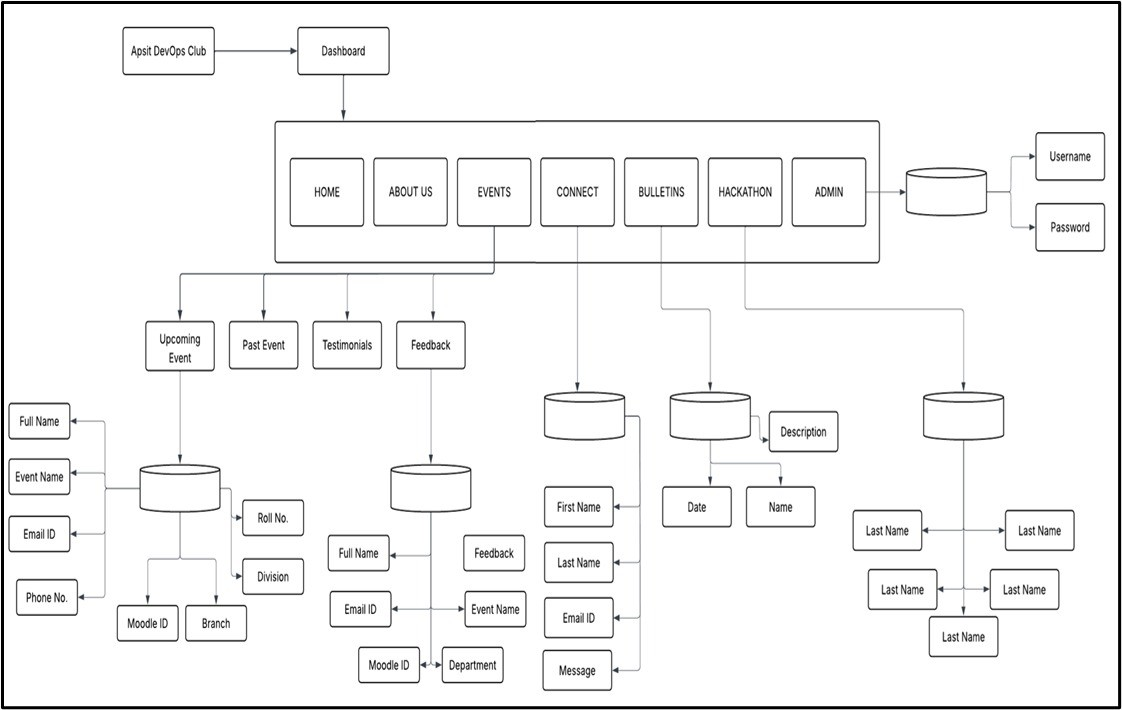 Apsit DevOps Club
Dashboard
HOME
ABOUT US
EVENTS
CONNECT
BULLETINS
HACKATHON
ADMIN
Username
Password
Upcoming
Event
Past Event
Testimonials
Feedback
Full Name
Event Name
Email ID
Phone No.
Moodle ID
Branch
Roll No.
Division
Full Name
Feedback
Email ID
Event Name
Moodle ID
Department
First Name
Last Name
Email ID
Message
Description
Date
Name
Last Name
Last Name
Last Name
Last Name
Last Name